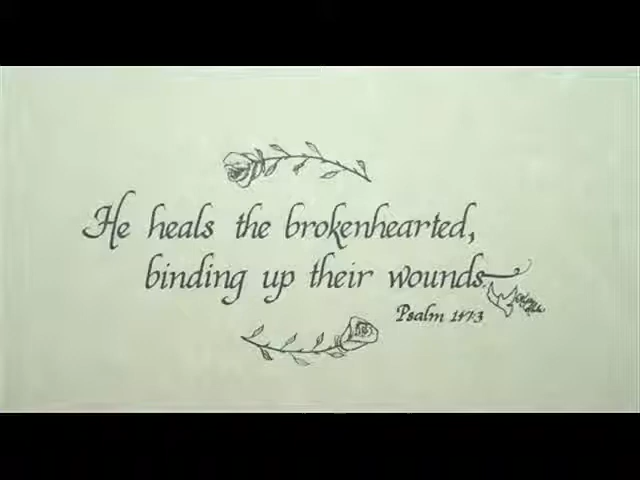 He heals the brokenhearted,
binding up their wounds
Psalm 147:3